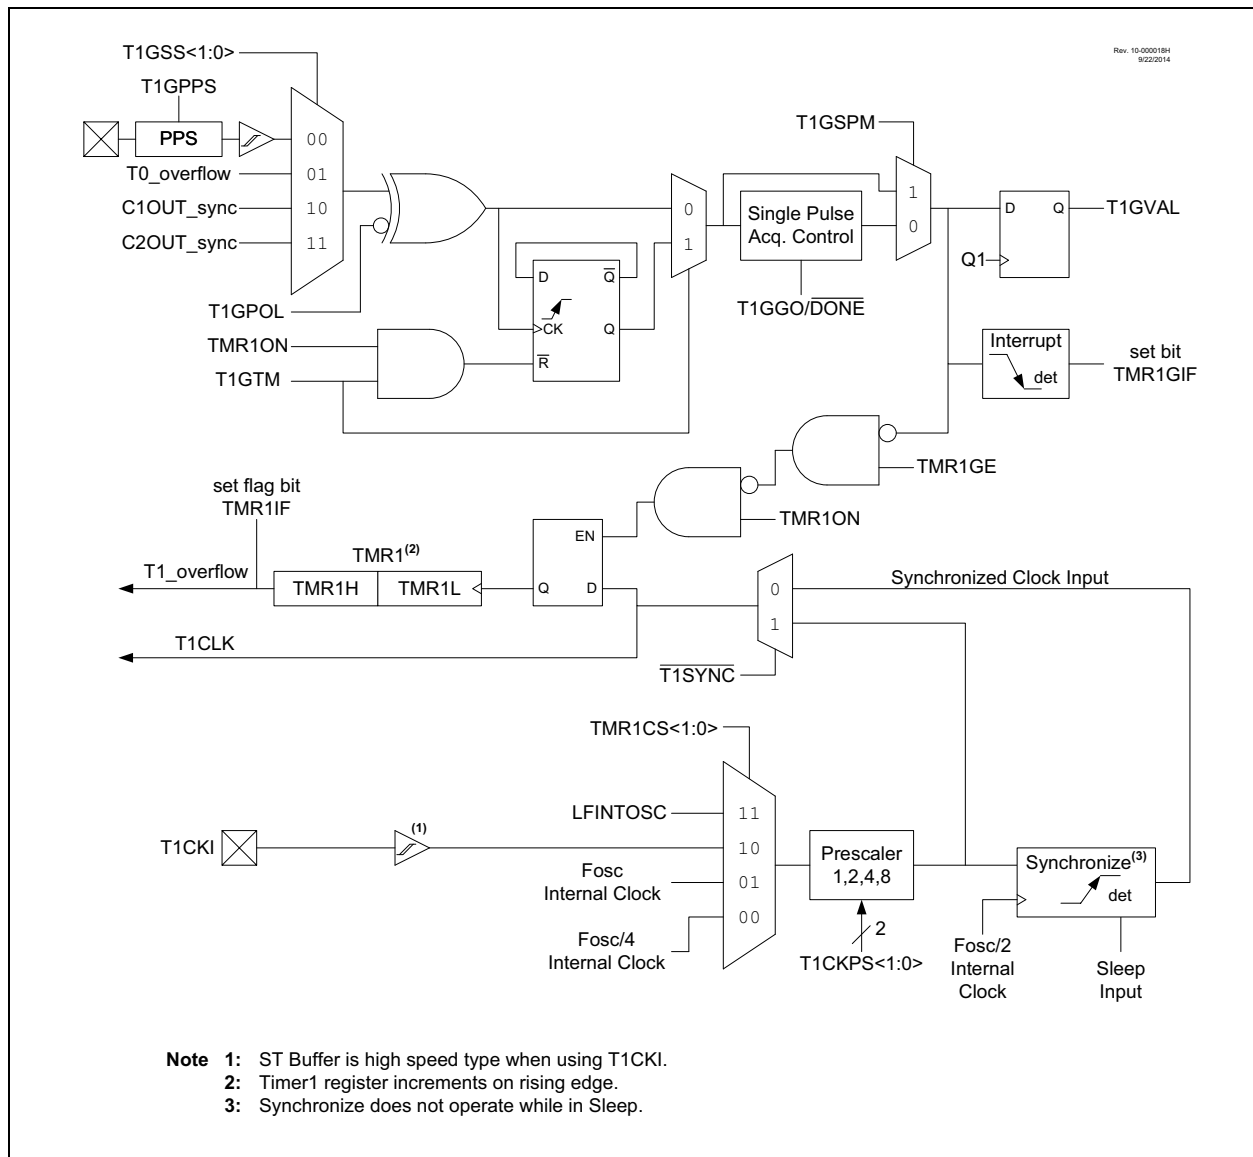 Rev. 10-000018H
9/22/2014
T1GSS<1:0>
T1GPPS
PPS
00
T0_overflow
01
C1OUT_sync
10
C2OUT_sync
11
T1GPOL
TMR1ON
T1GTM
D
Q
CK
Q
R
0
1
Single Pulse
Acq. Control
T1GGO/DONE
T1GSPM
1
0
D
Q
T1GVAL
Q1
Interrupt
det
set bit
TMR1GIF
TMR1GE
TMR1ON
set flag bit
TMR1IF
TMR1(2)
T1_overflow
TMR1H
TMR1L
EN
Q
D
T1CLK
0
1
Synchronized Clock Input
T1SYNC
TMR1CS<1:0>
LFINTOSC
11
T1CKI
(1)
10
Fosc
Internal Clock
01
Fosc/4
Internal Clock
00
Prescaler
1,2,4,8
2
T1CKPS<1:0>
Synchronize(3)
det
Fosc/2
Internal
Clock
Sleep
Input
Note 1: ST Buffer is high speed type when using T1CKI.
2: Timer1 register increments on rising edge.
3: Synchronize does not operate while in Sleep.